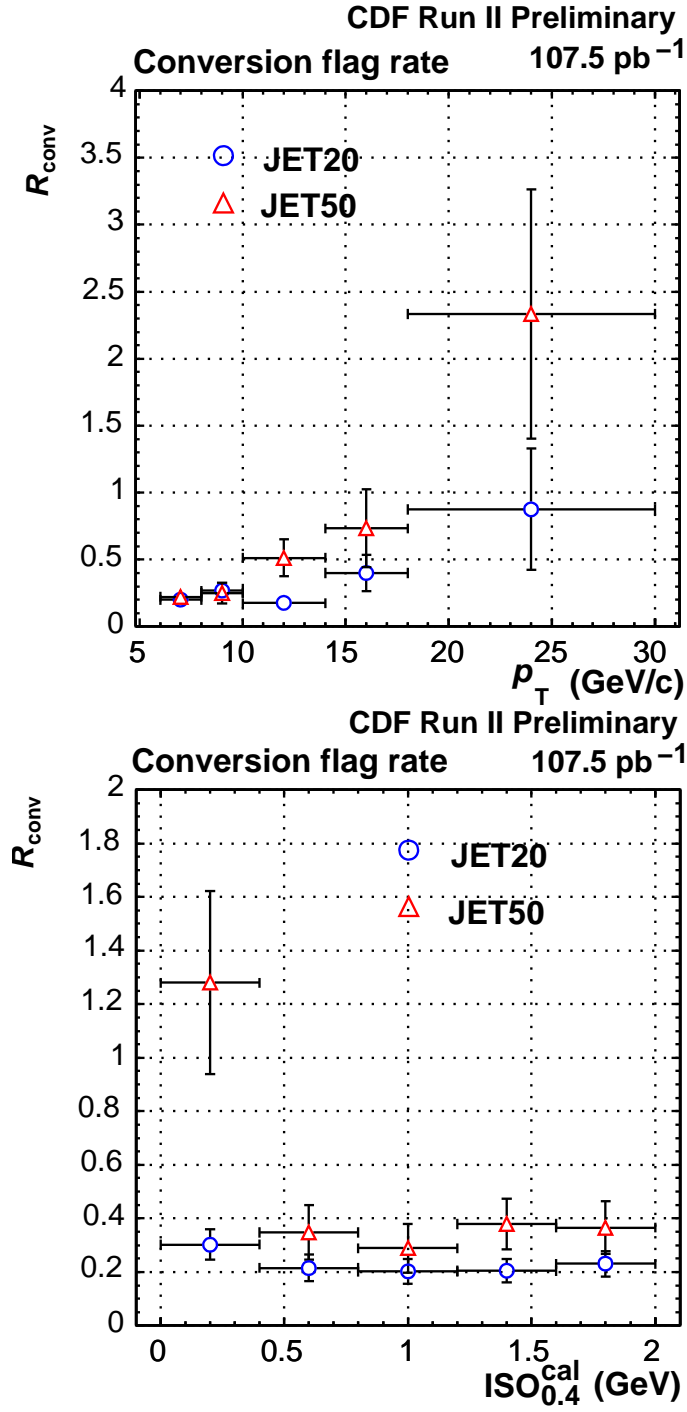 CDF Run II Preliminary
Conversion flag rate 107.5 pb⁻¹
R_conv
4
3.5
3
2.5
2
1.5
1
0.5
0
JET20
JET50
5 10 15 20 25 30
p_T (GeV/c)
CDF Run II Preliminary
Conversion flag rate 107.5 pb⁻¹
R_conv
2
1.8
1.6
1.4
1.2
1
0.8
0.6
0.4
0.2
0
JET20
JET50
0 0.5 1 1.5 2
ISO^cal_0.4 (GeV)